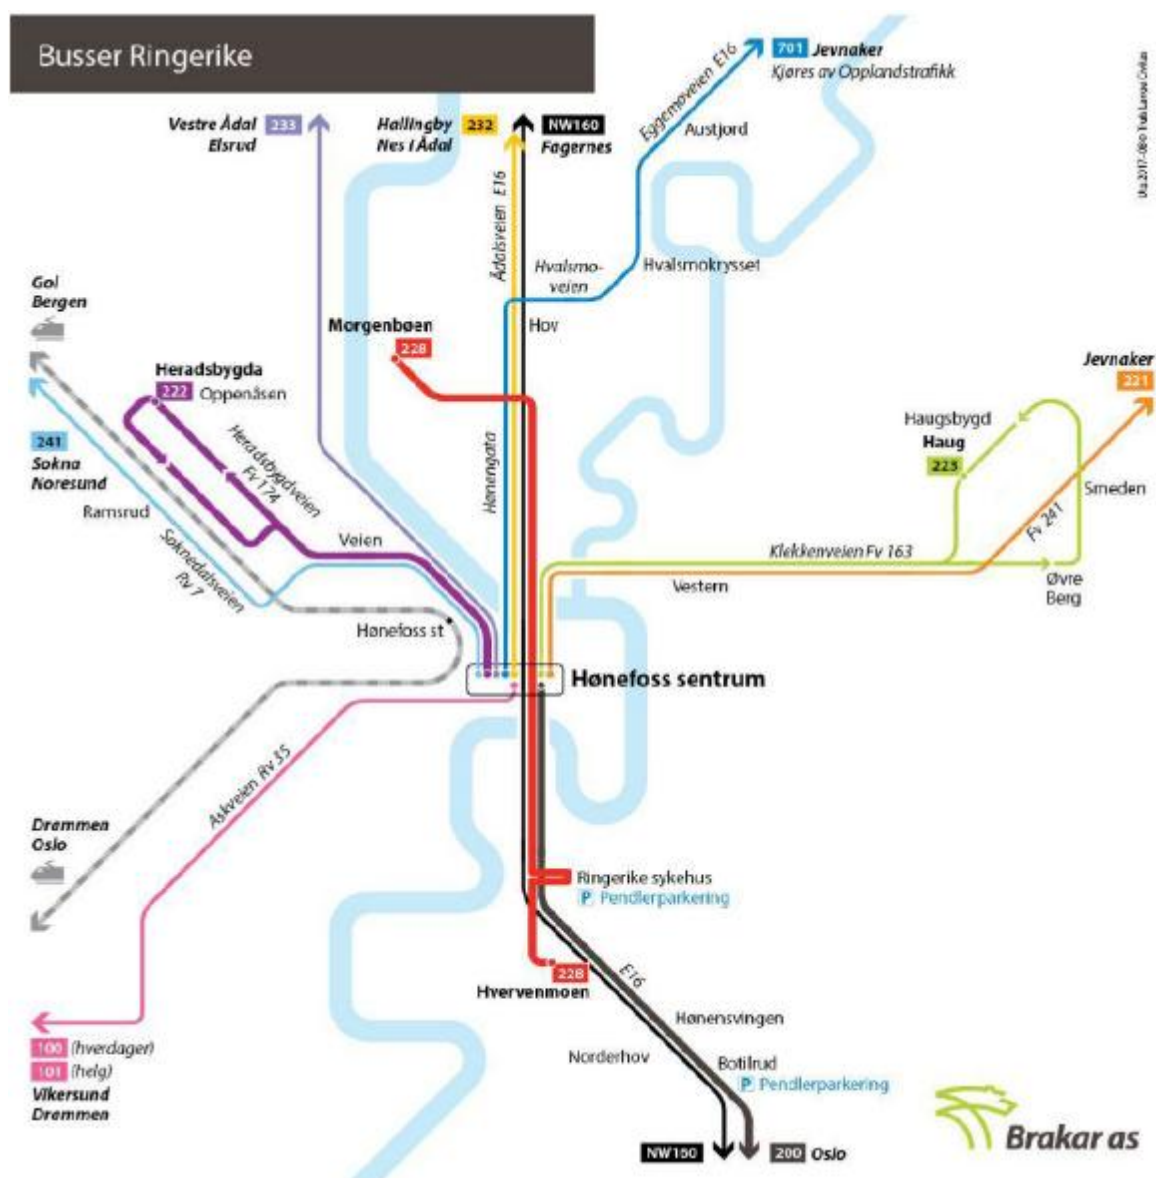 Busser Ringerike
701 Jevnaker
Kjøres av Opplandstrafikk
Eggemoveien E16
Austjord
Vestre Ådal 233
Elsrud
Hallingby 232
Nes i Ådal
NW160
Fagernes
Ådalsveien E16
Hvalsmo-
veien
Hvalsmokrysset
Gol
Bergen
Hov
Morgenbøen
228
Jevnaker
221
Heradsbygda
222 Oppenåsen
Haugsbygd
Haug
223
241
Sokna
Noresund
Heradsbygdveien
Fv 174
Hønengata
Smeden
Ramsrud
Veien
Fv 241
Soknedalsveien
Rv 7
Klekkenveien Fv 163
Vestern
Øvre
Berg
Hønefoss st
Hønefoss sentrum
Askveien Rv 35
Drammen
Oslo
Ringerike sykehus
P Pendlerparkering
228
Hvervenmoen
E16
Hønensvingen
100 (hverdager)
101 (helg)
Vikersund
Drammen
Norderhov
Botilrud
P Pendlerparkering
NW160
200 Oslo
Brakar as